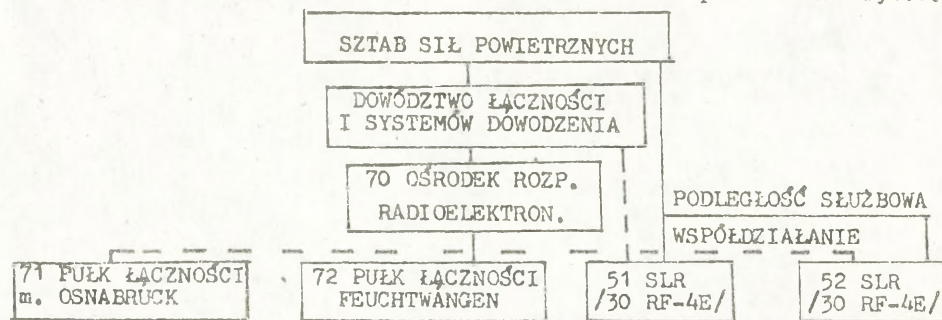 SZTAB SIŁ POWIETRZNYCH
DOWÓDZTWO ŁĄCZNOŚCI
I SYSTEMÓW DOWODZENIA
70 OŚRODEK ROZP.
RADIOELEKTRON.
PODLEGŁOŚĆ SŁUŻBOWA
WSPÓŁDZIAŁANIE
71 PUŁK ŁĄCZNOŚCI
m. OSNABRUCK
72 PUŁK ŁĄCZNOŚCI
FEUCHTWANGEN
51 SLR
/30 RF-4E/
52 SLR
/30 RF-4E/